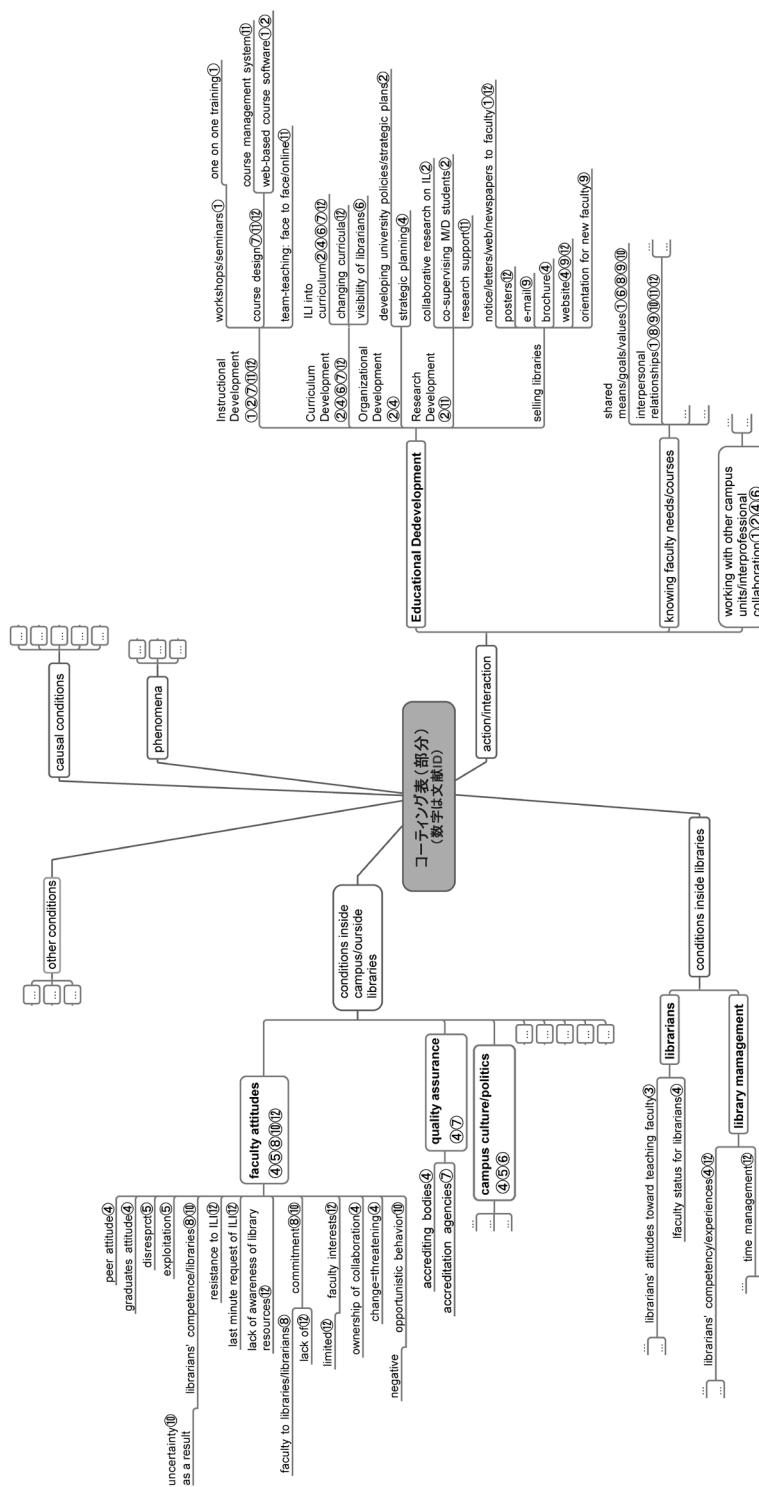 コーティング表(部分)
(数字は文献ID)
other conditions
...
...
...
causal conditions
...
...
...
...
...
phenomena
...
...
...
action/interaction
Educational Dedevelopment
Instructional
Development
①②⑦⑪⑫
workshops/seminars①
one on one training①
course design⑦⑪⑫
course management system⑪
web-based course software①②
team-teaching: face to face/online⑪
Curriculum
Development
②④⑥⑦⑫
ILI into
curriculum②④⑥⑦⑫
changing curricula⑫
visibility of librarians⑥
Organizational
Development
②④
developing university policies/strategic plans②
strategic planning④
Research
Development
②⑪
collaborative research on IL②
co-supervising M/D students②
research support⑪
selling libraries
notice/letters/web/newspapers to faculty①⑫
posters⑫
e-mail⑨
brochure④
website④⑨⑫
orientation for new faculty⑨
knowing faculty needs/courses
shared
means/goals/values①⑥⑧⑨⑩
interpersonal
relationships①⑧⑨⑩⑪⑫
...
...
...
...
working with other campus
units/interprofessional
collaboration①②④⑥
...
...
conditions inside
campus/ourside
libraries
faculty attitudes
④⑤⑧⑩⑫
peer attitude④
graduates attitude④
disresprct⑤
exploitation⑤
librarians' competence/libraries⑧⑩
uncertainty⑩
as a result
resistance to ILI⑫
last minute request of ILI⑫
lack of awareness of library
resources⑫
commitment⑧⑩
faculty to libraries/librarians⑧
lack of⑫
faculty interests⑫
limited⑫
ownership of collaboration④
change=threatening④
opportunistic behavior⑩
negative
quality assurance
④⑦
accrediting bodies④
accreditation agencies⑦
campus culture/politics
④⑤⑥
...
...
...
...
...
...
...
...
conditions inside libraries
librarians
librarians' attitudes toward teaching faculty③
...
...
lfaculty status for librarians④
library mamagement
librarians' competency/experiences④⑫
...
...
time management⑫
...
...